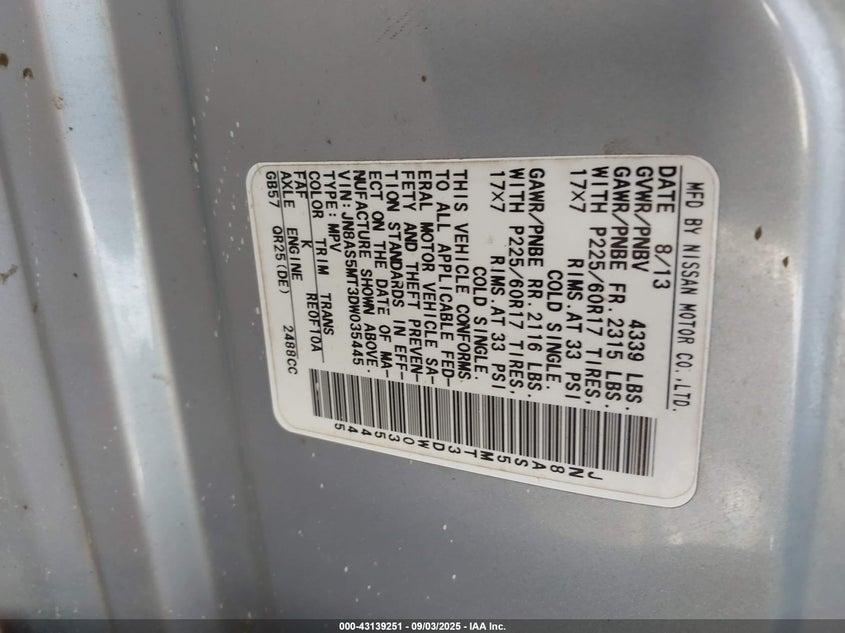 MFD BY NISSAN MOTOR CO.,LTD.
DATE 8/13
GVWR/PNBV 4339 LBS.
GAWR/PNBE FR. 2315 LBS.
WITH P225/60R17 TIRES,
17X7 RIMS.AT 33 PSI
COLD SINGLE.
GAWR/PNBE RR. 2116 LBS.
WITH P225/60R17 TIRES,
17X7 RIMS.AT 33 PSI
COLD SINGLE.
THIS VEHICLE CONFORMS
TO ALL APPLICABLE FED-
ERAL MOTOR VEHICLE SA-
FETY AND THEFT PREVEN-
TION STANDARDS IN EFF-
ECT ON THE DATE OF MA-
NUFACTURE SHOWN ABOVE.
VIN:JN8AS5MT3DW035445
TYPE:MPV
COLOR TRIM TRANS
FAF K RE0F10A
AXLE ENGINE
GB57 QR25(DE) 2488CC
JN8AS5MT3DW035445
000-43139251 - 09/03/2025 - IAA Inc.